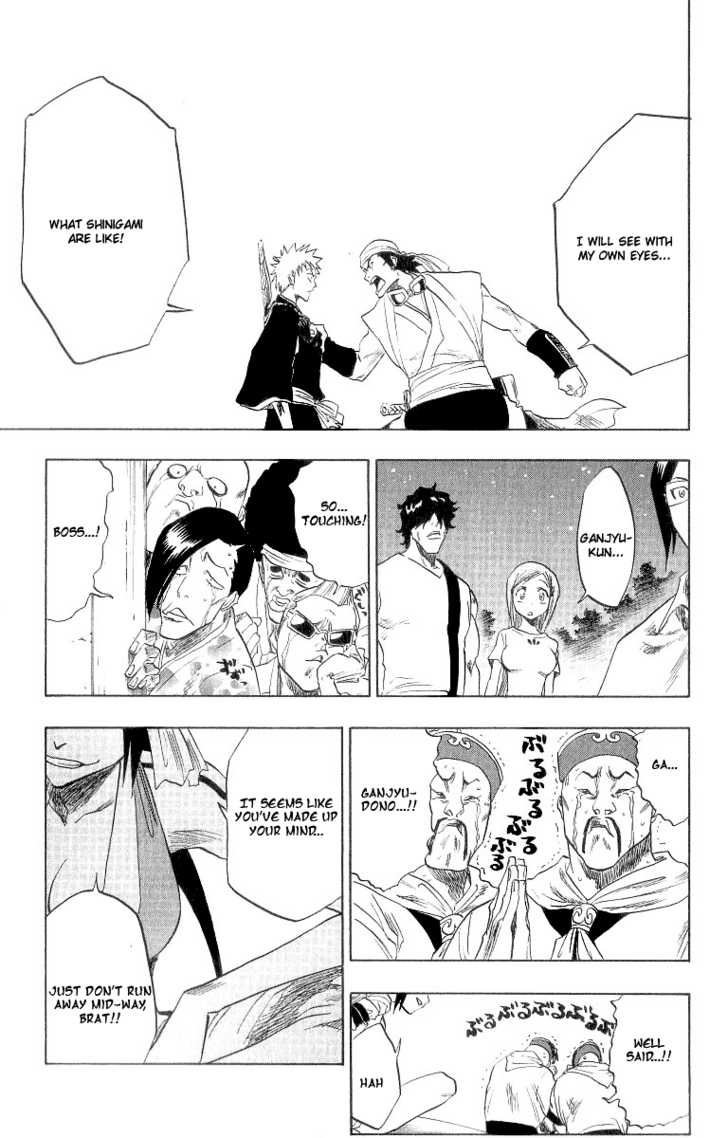 I WILL SEE WITH
MY OWN EYES...
WHAT SHINIGAMI
ARE LIKE!
GANJYU-
KUN...
SO...
TOUCHING!
BOSS...!
GA...
ぶるぶるぶるぶる
GANJYU-
DONO...!!
WELL
SAID...!!
ぶるぶるぶるぶるぶる
HAH
IT SEEMS LIKE
YOU'VE MADE UP
YOUR MIND..
JUST DON'T RUN
AWAY MID-WAY,
BRAT!!